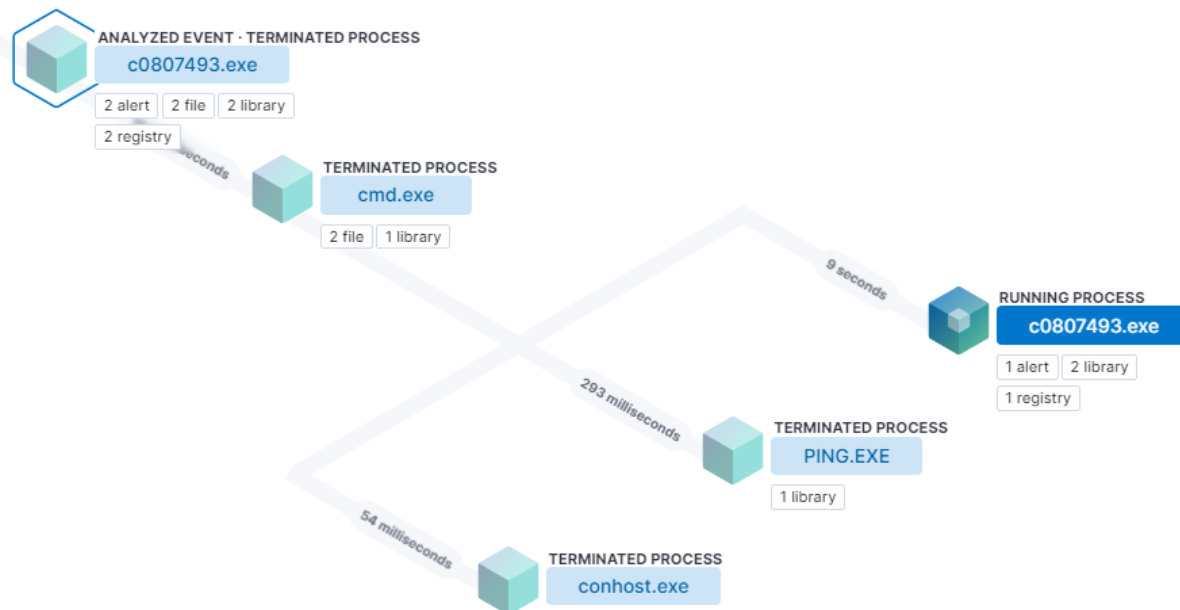 ANALYZED EVENT · TERMINATED PROCESS
c0807493.exe
2 alert
2 file
2 library
2 registry
seconds
TERMINATED PROCESS
cmd.exe
2 file
1 library
9 seconds
RUNNING PROCESS
c0807493.exe
1 alert
2 library
1 registry
293 milliseconds
TERMINATED PROCESS
PING.EXE
1 library
54 milliseconds
TERMINATED PROCESS
conhost.exe